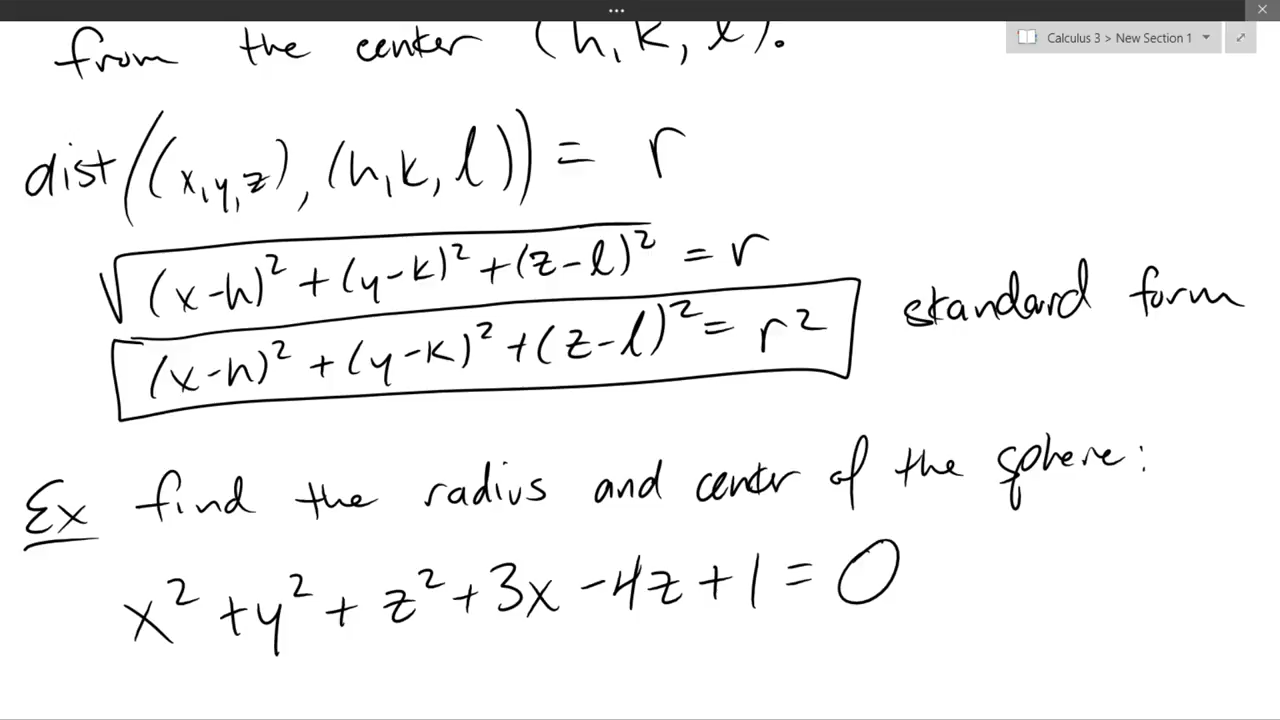 Calculus 3 > New Section 1
from the center (h, k, l).
dist((x,y,z), (h,k,l)) = r
√(x-h)² + (y-k)² + (z-l)² = r
(x-h)² + (y-k)² + (z-l)² = r² standard form
Ex find the radius and center of the sphere:
x² + y² + z² + 3x - 4z + 1 = 0